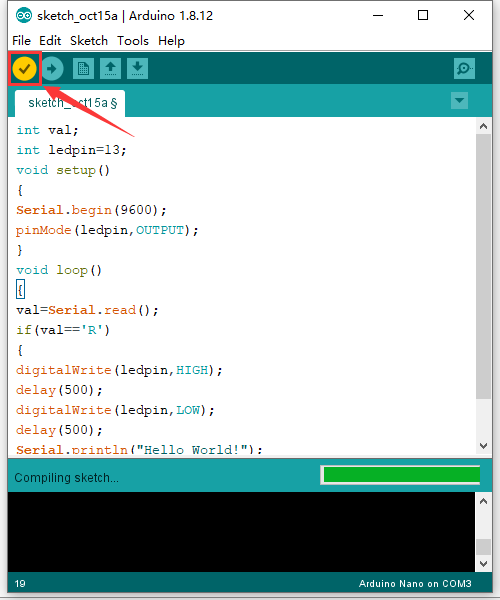 sketch_oct15a | Arduino 1.8.12
File Edit Sketch Tools Help
sketch_oct15a §
int val;
int ledpin=13;
void setup()
{
Serial.begin(9600);
pinMode(ledpin,OUTPUT);
}
void loop()
{
val=Serial.read();
if(val=='R')
{
digitalWrite(ledpin,HIGH);
delay(500);
digitalWrite(ledpin,LOW);
delay(500);
Serial.println("Hello World!");
Compiling sketch...
19 Arduino Nano on COM3